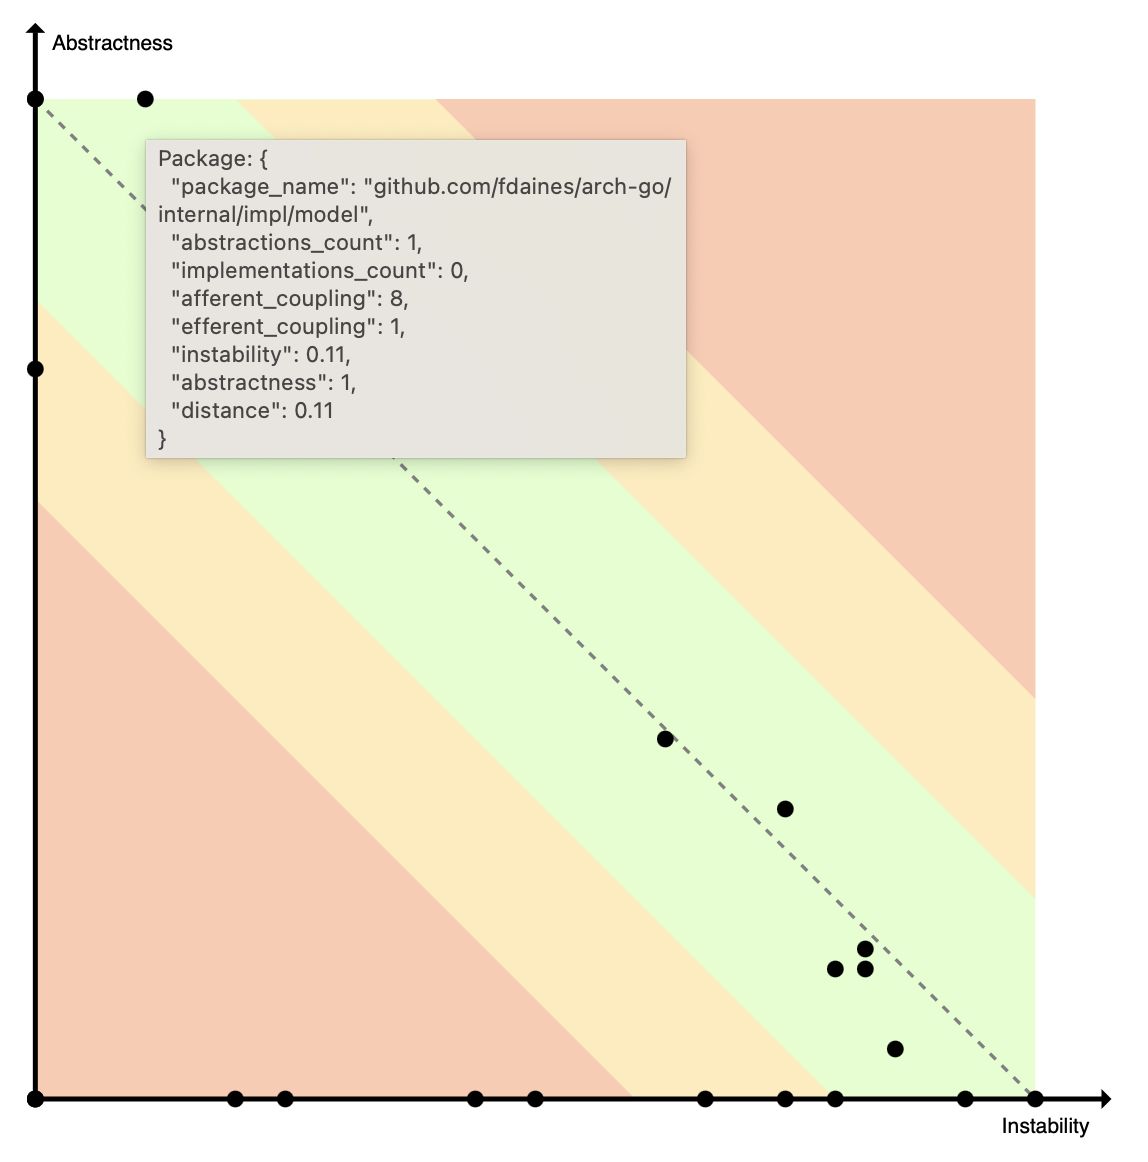 Abstractness
Package: {
"package_name": "github.com/fdaines/arch-go/
internal/impl/model",
"abstractions_count": 1,
"implementations_count": 0,
"afferent_coupling": 8,
"efferent_coupling": 1,
"instability": 0.11,
"abstractness": 1,
"distance": 0.11
}
Instability